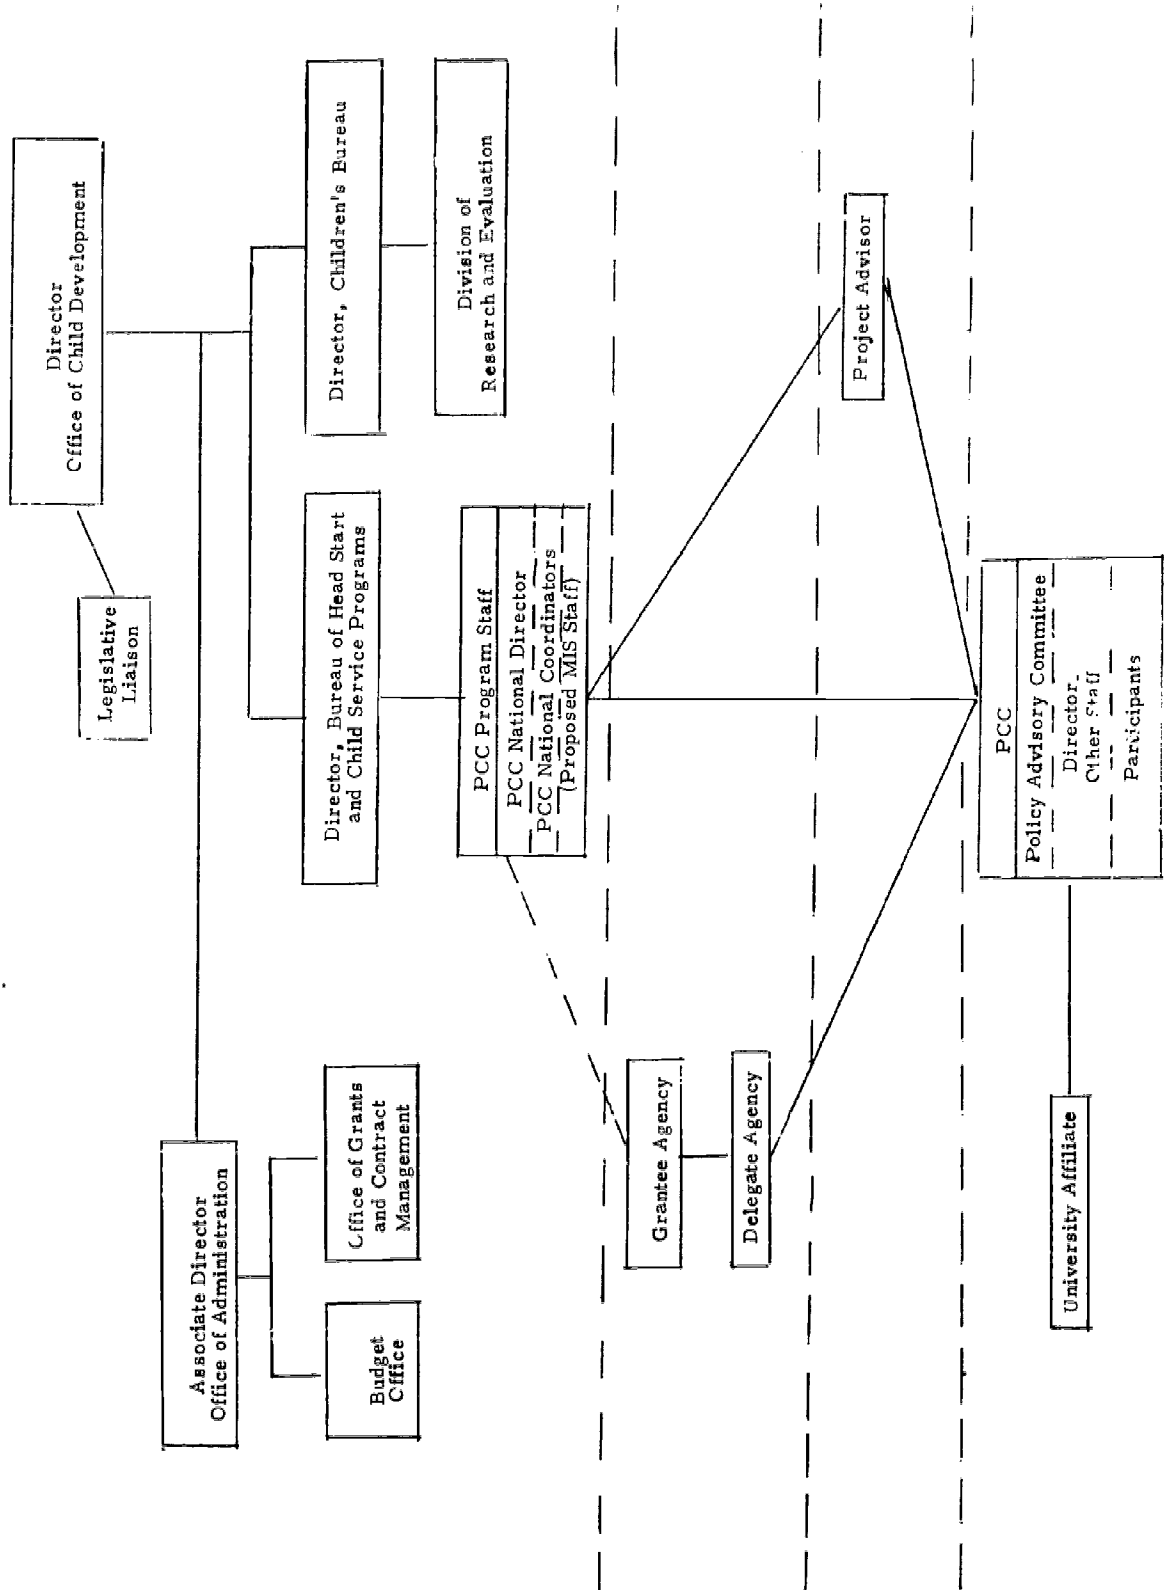 Director
Office of Child Development
Legislative
Liaison
Associate Director
Office of Administration
Budget
Office
Office of Grants
and Contract
Management
Director, Bureau of Head Start
and Child Service Programs
Director, Children's Bureau
Division of
Research and Evaluation
PCC Program Staff
PCC National Director
PCC National Coordinators
(Proposed MIS Staff)
Grantee Agency
Delegate Agency
Project Advisor
University Affiliate
PCC
Policy Advisory Committee
Director
Other Staff
Participants